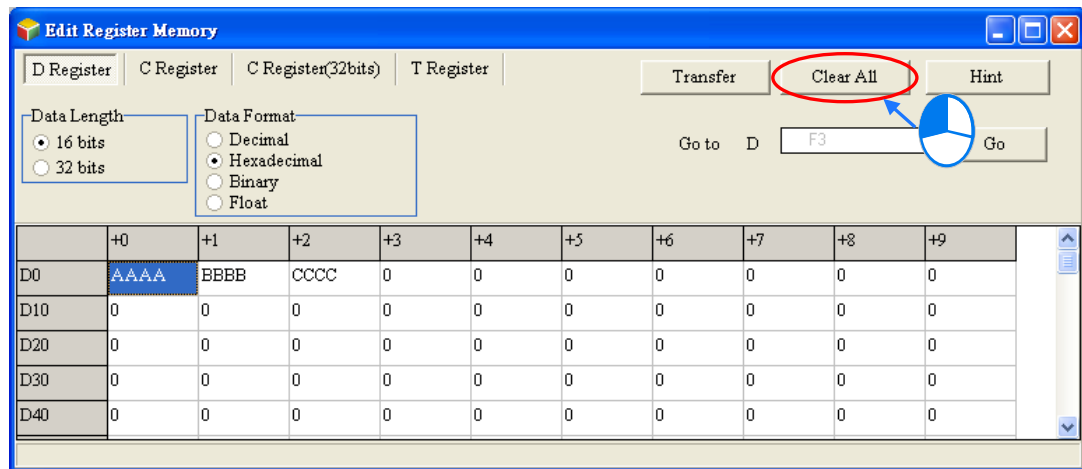 Edit Register Memory
D Register C Register C Register(32bits) T Register
Transfer Clear All Hint
Data Length Data Format
16 bits
32 bits
Decimal
Hexadecimal
Binary
Float
Go to D F3 Go
+0 +1 +2 +3 +4 +5 +6 +7 +8 +9
D0 AAAA BBBB CCCC 0 0 0 0 0 0 0
D10 0 0 0 0 0 0 0 0 0 0
D20 0 0 0 0 0 0 0 0 0 0
D30 0 0 0 0 0 0 0 0 0 0
D40 0 0 0 0 0 0 0 0 0 0